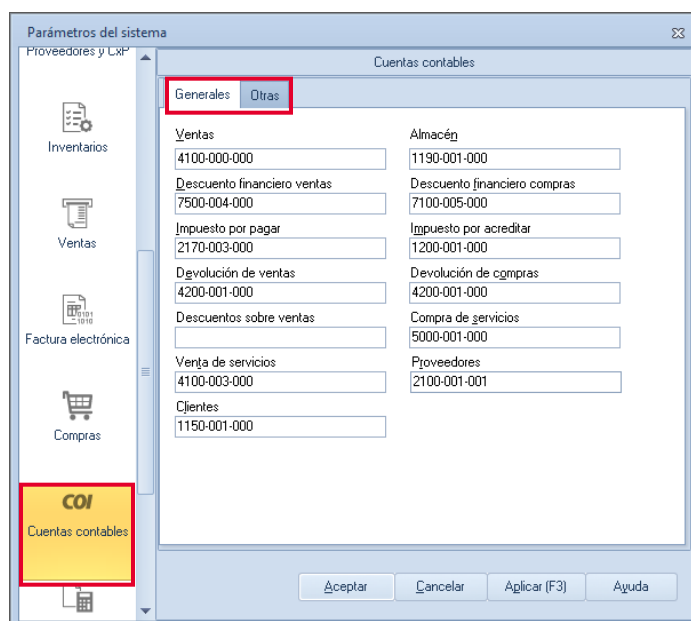 Parámetros del sistema
Proveedores y CxP
Inventarios
Ventas
Factura electrónica
Compras
COI
Cuentas contables
Cuentas contables
Generales Otras
Ventas Almacén
4100-000-000 1190-001-000
Descuento financiero ventas Descuento financiero compras
7500-004-000 7100-005-000
Impuesto por pagar Impuesto por acreditar
2170-003-000 1200-001-000
Devolución de ventas Devolución de compras
4200-001-000 4200-001-000
Descuentos sobre ventas Compra de servicios
5000-001-000
Venta de servicios Proveedores
4100-003-000 2100-001-001
Clientes
1150-001-000
Aceptar Cancelar Aplicar (F3) Ayuda